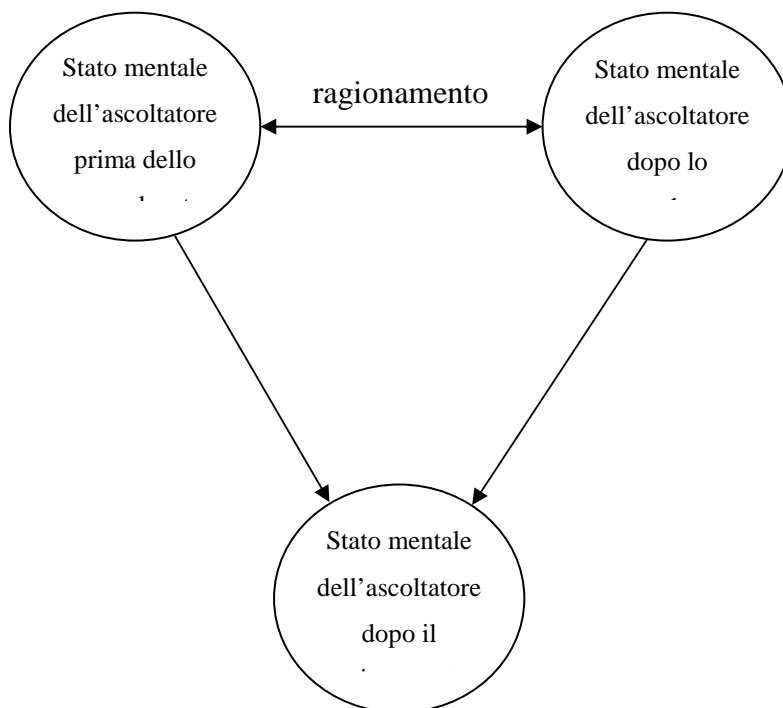 Stato mentale
dell’ascoltatore
prima dello
ragionamento
Stato mentale
dell’ascoltatore
dopo lo
Stato mentale
dell’ascoltatore
dopo il